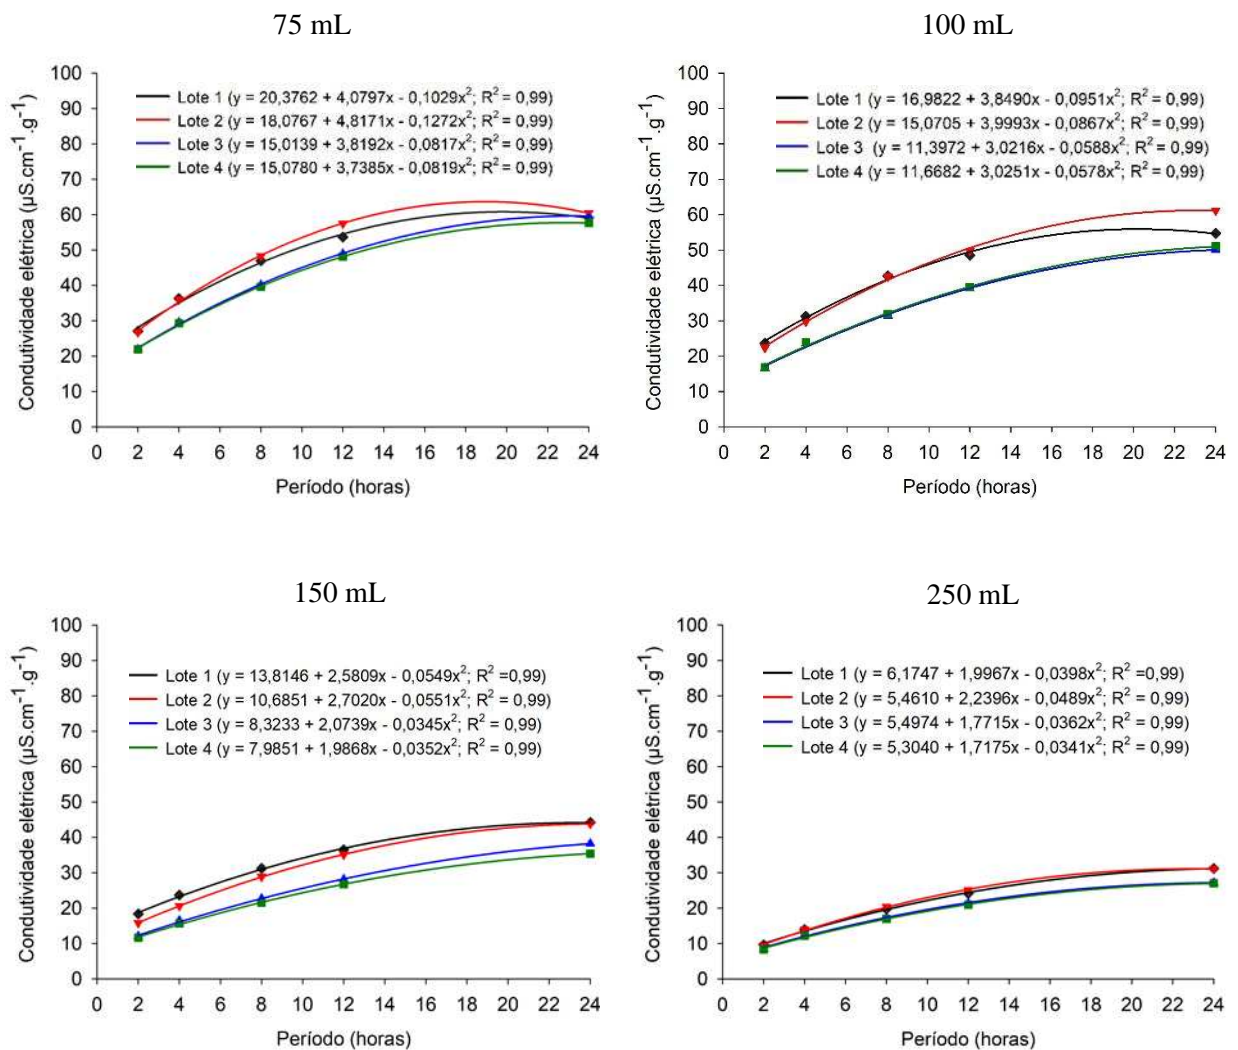 75 mL
Condutividade elétrica (µS.cm⁻¹.g⁻¹)
100
90
80
70
60
50
40
30
20
10
0
Lote 1 (y = 20,3762 + 4,0797x - 0,1029x²; R² = 0,99)
Lote 2 (y = 18,0767 + 4,8171x - 0,1272x²; R² = 0,99)
Lote 3 (y = 15,0139 + 3,8192x - 0,0817x²; R² = 0,99)
Lote 4 (y = 15,0780 + 3,7385x - 0,0819x²; R² = 0,99)
0 2 4 6 8 10 12 14 16 18 20 22 24
Período (horas)
100 mL
Condutividade elétrica (µS.cm⁻¹.g⁻¹)
100
90
80
70
60
50
40
30
20
10
0
Lote 1 (y = 16,9822 + 3,8490x - 0,0951x²; R² = 0,99)
Lote 2 (y = 15,0705 + 3,9993x - 0,0867x²; R² = 0,99)
Lote 3 (y = 11,3972 + 3,0216x - 0,0588x²; R² = 0,99)
Lote 4 (y = 11,6682 + 3,0251x - 0,0578x²; R² = 0,99)
0 2 4 6 8 10 12 14 16 18 20 22 24
Período (horas)
150 mL
Condutividade elétrica (µS.cm⁻¹.g⁻¹)
100
90
80
70
60
50
40
30
20
10
0
Lote 1 (y = 13,8146 + 2,5809x - 0,0549x²; R² =0,99)
Lote 2 (y = 10,6851 + 2,7020x - 0,0551x²; R² = 0,99)
Lote 3 (y = 8,3233 + 2,0739x - 0,0345x²; R² = 0,99)
Lote 4 (y = 7,9851 + 1,9868x - 0,0352x²; R² = 0,99)
0 2 4 6 8 10 12 14 16 18 20 22 24
Período (horas)
250 mL
Condutividade elétrica (µS.cm⁻¹.g⁻¹)
100
90
80
70
60
50
40
30
20
10
0
Lote 1 (y = 6,1747 + 1,9967x - 0,0398x²; R² =0,99)
Lote 2 (y = 5,4610 + 2,2396x - 0,0489x²; R² = 0,99)
Lote 3 (y = 5,4974 + 1,7715x - 0,0362x²; R² = 0,99)
Lote 4 (y = 5,3040 + 1,7175x - 0,0341x²; R² = 0,99)
0 2 4 6 8 10 12 14 16 18 20 22 24
Período (horas)